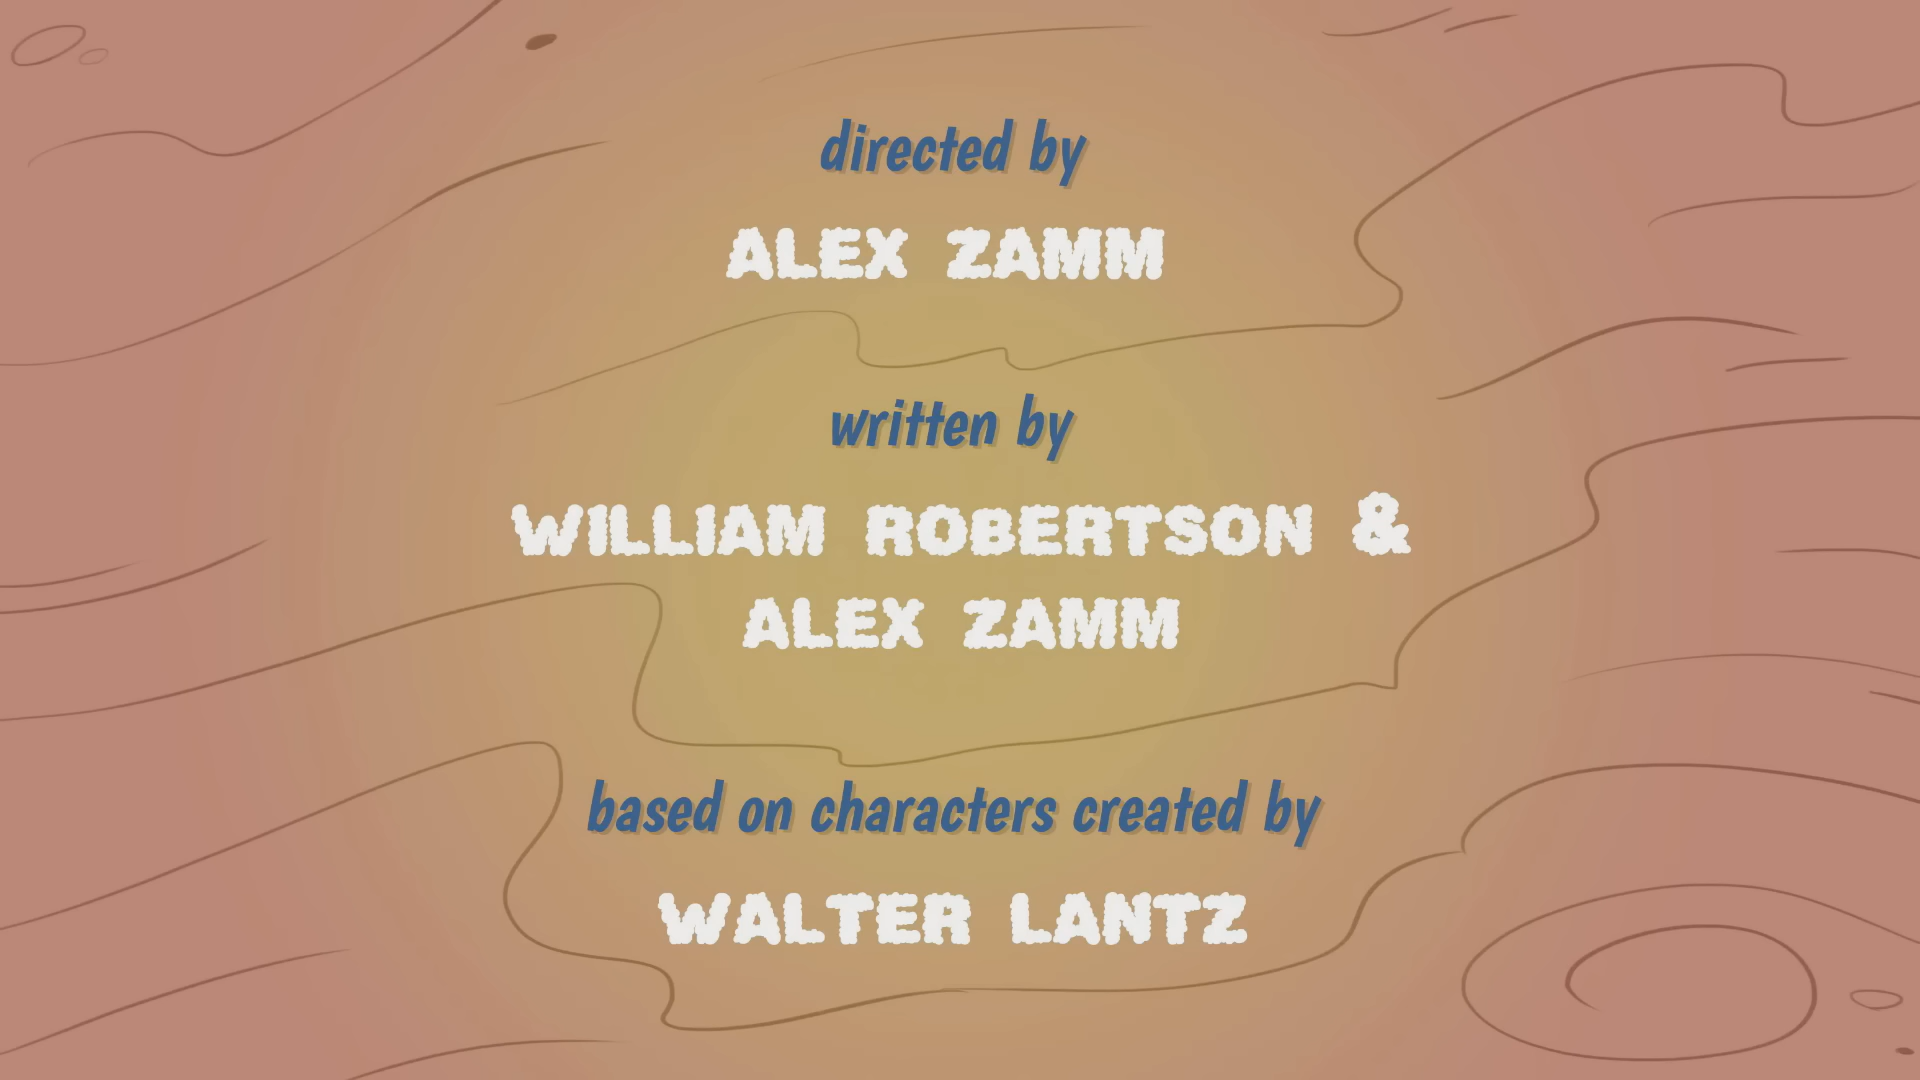 directed by
ALEX ZAMM
written by
WILLIAM ROBERTSON &
ALEX ZAMM
based on characters created by
WALTER LANTZ